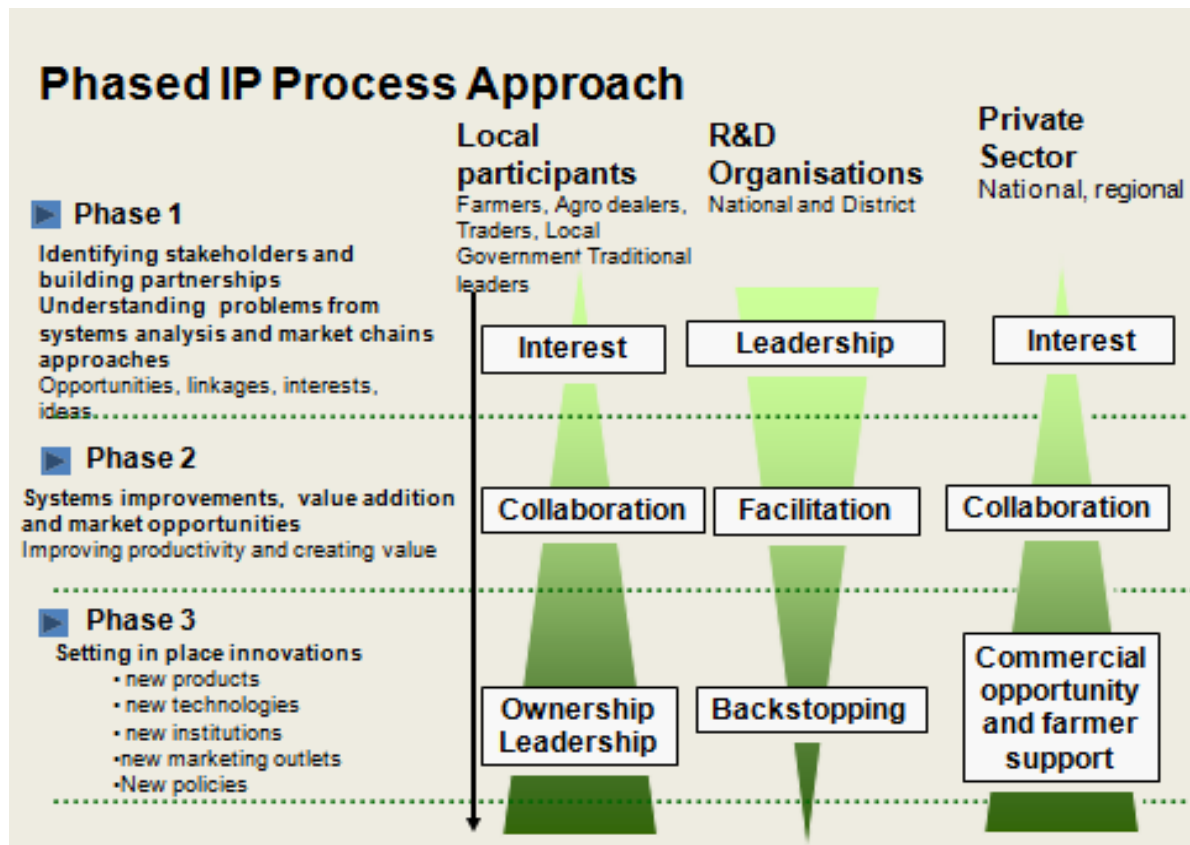 Phased IP Process Approach
Local
participants
Farmers, Agro dealers,
Traders, Local
Government Traditional
leaders
R&D
Organisations
National and District
Private
Sector
National, regional
Phase 1
Identifying stakeholders and
building partnerships
Understanding problems from
systems analysis and market chains
approaches
Opportunities, linkages, interests,
ideas
Interest
Leadership
Interest
Phase 2
Systems improvements, value addition
and market opportunities
Improving productivity and creating value
Collaboration
Facilitation
Collaboration
Phase 3
Setting in place innovations
• new products
• new technologies
• new institutions
•new marketing outlets
•New policies
Ownership
Leadership
Backstopping
Commercial
opportunity
and farmer
support